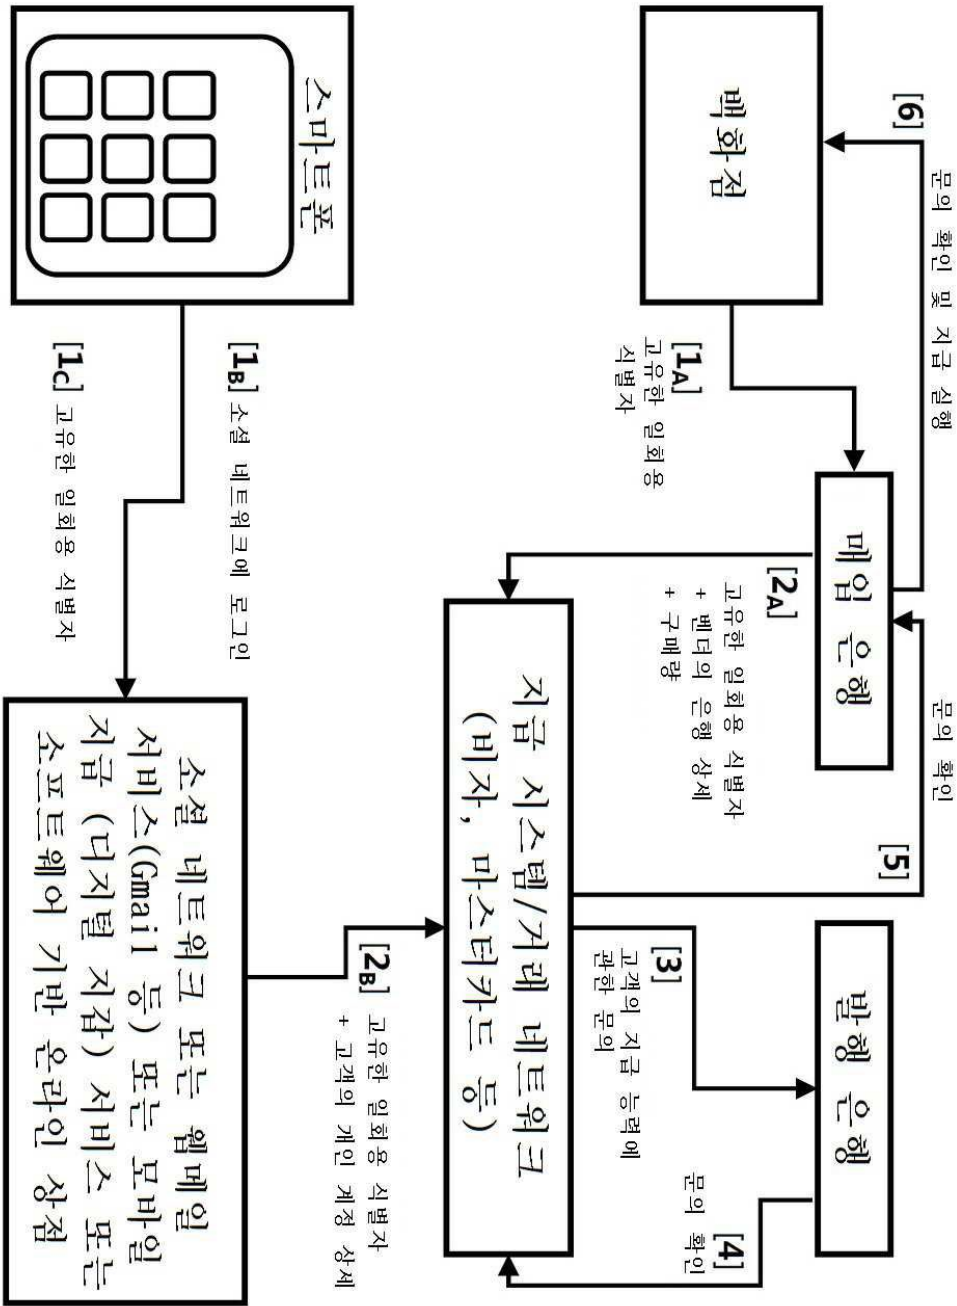 [6]
문의 확인 및 지급 실행
백화점
[1A]
고유한 일회용
식별자
매입 은행
문의 확인
[5]
발행 은행
[2A]
고유한 일회용 식별자
+ 벤더의 은행 상세
+ 구매량
[3]
고객의 지급 능력에
관한 문의
[4]
문의 확인
지급 시스템/거래 네트워크
(비자, 마스터카드 등)
스마트폰
[1B]
소셜 네트워크에 로그인
[1C]
고유한 일회용 식별자
[2B]
고유한 일회용 식별자
+ 고객의 개인 계정 상세
소셜 네트워크 또는 웹메일
서비스(Gmail 등) 또는 모바일
지급 (디지털 지갑) 서비스 또는
소프트웨어 기반 온라인 상점